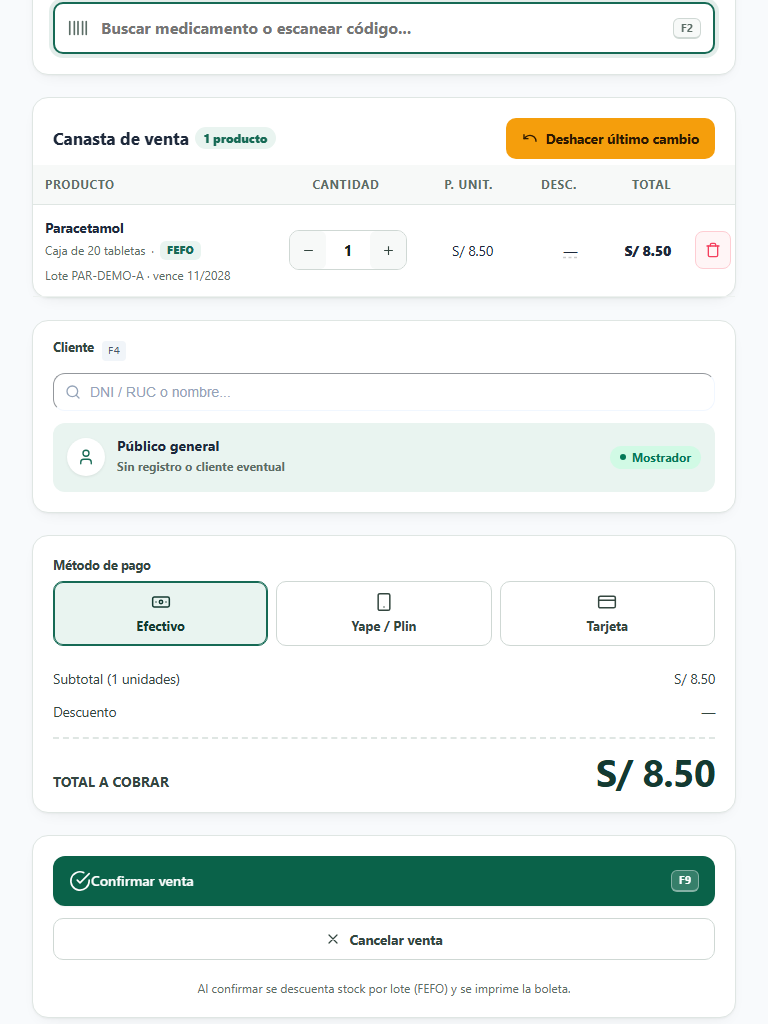 Buscar medicamento o escanear código... F2
Canasta de venta 1 producto Deshacer último cambio
PRODUCTO CANTIDAD P. UNIT. DESC. TOTAL
Paracetamol
Caja de 20 tabletas · FEFO
− 1 + S/ 8.50 — S/ 8.50
Lote PAR-DEMO-A · vence 11/2028
Cliente F4
DNI / RUC o nombre...
Público general
Sin registro o cliente eventual
Mostrador
Método de pago
Efectivo Yape / Plin Tarjeta
Subtotal (1 unidades) S/ 8.50
Descuento —
TOTAL A COBRAR S/ 8.50
Confirmar venta F9
Cancelar venta
Al confirmar se descuenta stock por lote (FEFO) y se imprime la boleta.